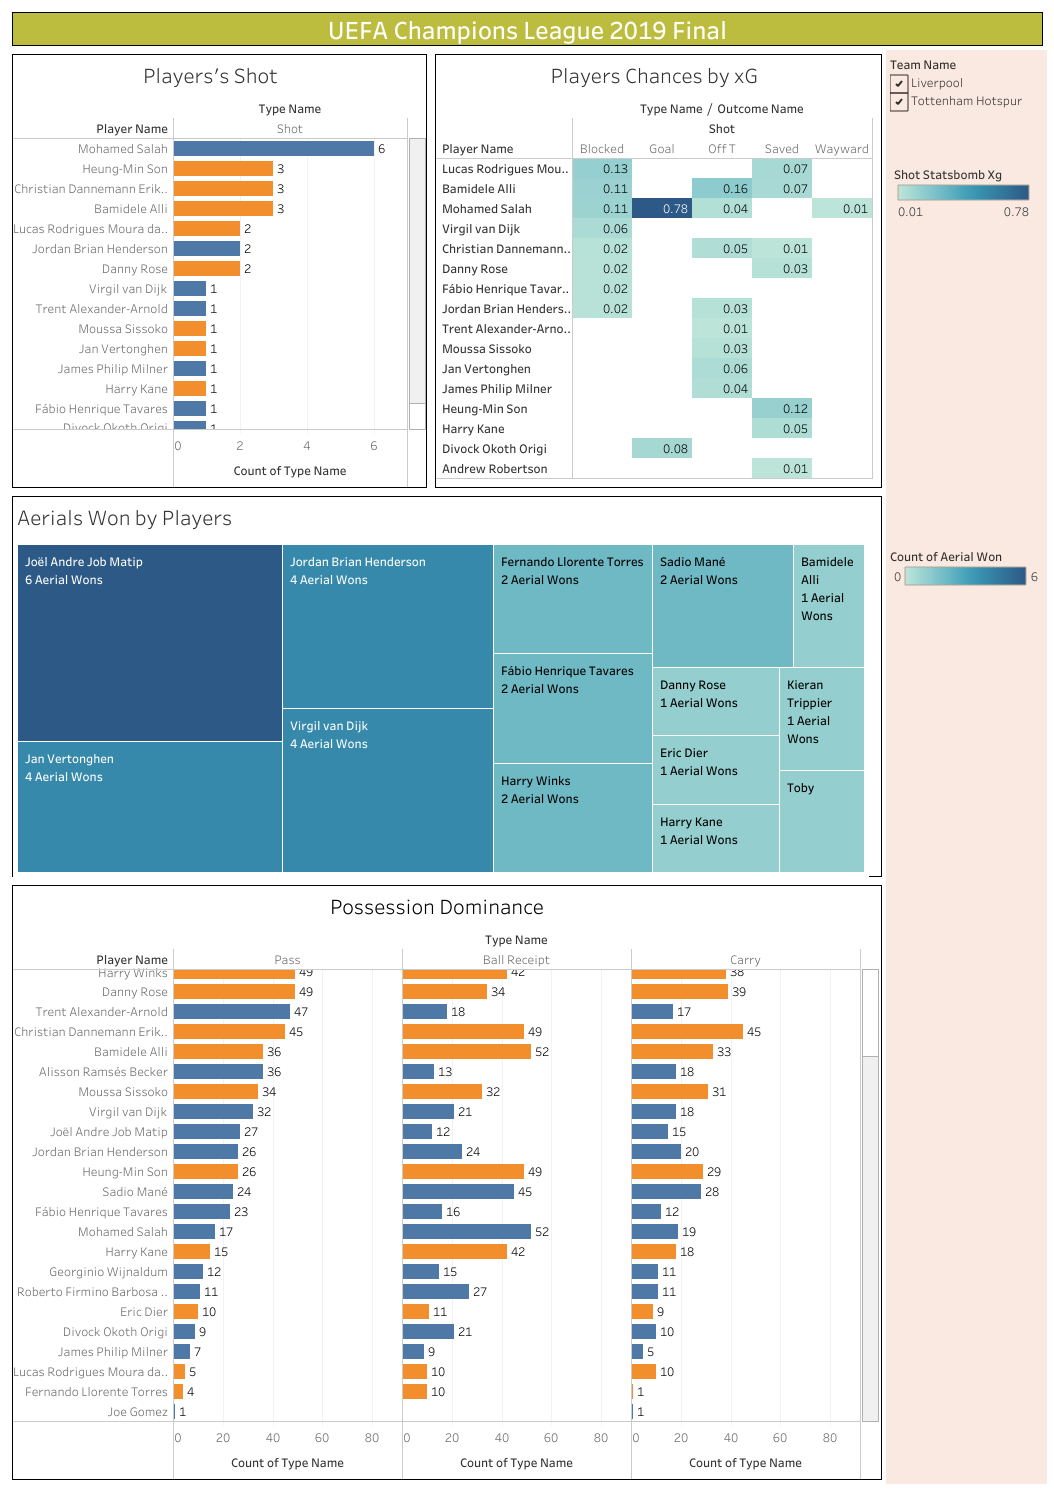 UEFA Champions League 2019 Final
Players's Shot
Type Name
Player Name Shot
Mohamed Salah 6
Heung-Min Son 3
Christian Dannemann Erik.. 3
Bamidele Alli 3
Lucas Rodrigues Moura da.. 2
Jordan Brian Henderson 2
Danny Rose 2
Virgil van Dijk 1
Trent Alexander-Arnold 1
Moussa Sissoko 1
Jan Vertonghen 1
James Philip Milner 1
Harry Kane 1
Fábio Henrique Tavares 1
Divock Okoth Origi 1
0 2 4 6
Count of Type Name
Players Chances by xG
Type Name / Outcome Name
Shot
Player Name Blocked Goal Off T Saved Wayward
Lucas Rodrigues Mou.. 0.13 0.07
Bamidele Alli 0.11 0.16 0.07
Mohamed Salah 0.11 0.78 0.04 0.01
Virgil van Dijk 0.06
Christian Dannemann.. 0.02 0.05 0.01
Danny Rose 0.02 0.03
Fábio Henrique Tavar.. 0.02
Jordan Brian Henders.. 0.02 0.03
Trent Alexander-Arno.. 0.01
Moussa Sissoko 0.03
Jan Vertonghen 0.06
James Philip Milner 0.04
Heung-Min Son 0.12
Harry Kane 0.05
Divock Okoth Origi 0.08
Andrew Robertson 0.01
Team Name
Liverpool
Tottenham Hotspur
Shot Statsbomb Xg
0.01 0.78
Aerials Won by Players
Joël Andre Job Matip
6 Aerial Wons
Jan Vertonghen
4 Aerial Wons
Jordan Brian Henderson
4 Aerial Wons
Virgil van Dijk
4 Aerial Wons
Fernando Llorente Torres
2 Aerial Wons
Fábio Henrique Tavares
2 Aerial Wons
Harry Winks
2 Aerial Wons
Sadio Mané
2 Aerial Wons
Bamidele
Alli
1 Aerial
Wons
Danny Rose
1 Aerial Wons
Eric Dier
1 Aerial Wons
Harry Kane
1 Aerial Wons
Kieran
Trippier
1 Aerial
Wons
Toby
Count of Aerial Won
0 6
Possession Dominance
Type Name
Player Name Pass Ball Receipt Carry
Harry Winks 49 42 38
Danny Rose 49 34 39
Trent Alexander-Arnold 47 18 17
Christian Dannemann Erik.. 45 49 45
Bamidele Alli 36 52 33
Alisson Ramsés Becker 36 13 18
Moussa Sissoko 34 32 31
Virgil van Dijk 32 21 18
Joël Andre Job Matip 27 12 15
Jordan Brian Henderson 26 24 20
Heung-Min Son 26 49 29
Sadio Mané 24 45 28
Fábio Henrique Tavares 23 16 12
Mohamed Salah 17 52 19
Harry Kane 15 42 18
Georginio Wijnaldum 12 15 11
Roberto Firmino Barbosa .. 11 27 11
Eric Dier 10 11 9
Divock Okoth Origi 9 21 10
James Philip Milner 7 9 5
Lucas Rodrigues Moura da.. 5 10 10
Fernando Llorente Torres 4 10 1
Joe Gomez 1 1
0 20 40 60 80 0 20 40 60 80 0 20 40 60 80
Count of Type Name Count of Type Name Count of Type Name